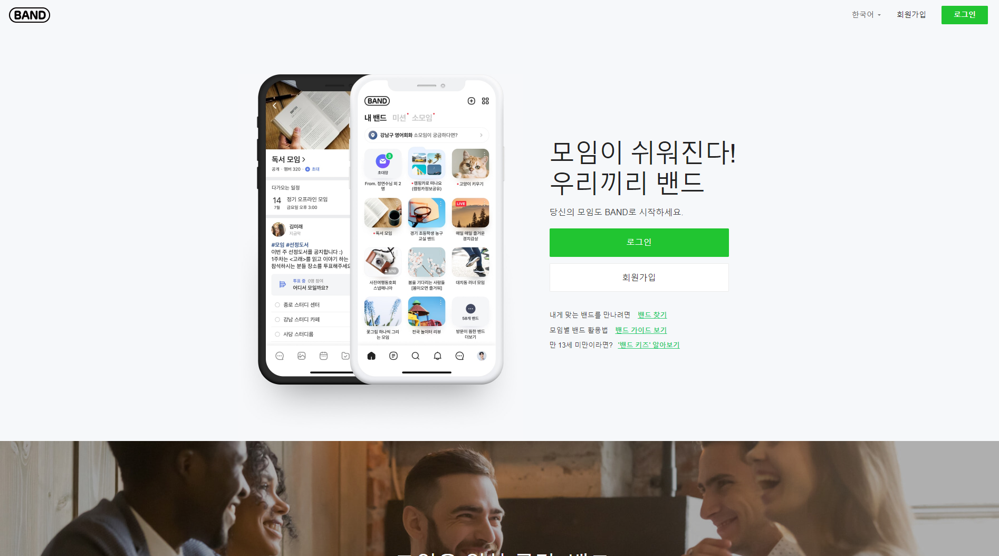 BAND
한국어
회원가입
로그인
독서 모임
공개 · 멤버 320 · 초대
다가오는 일정
14
7월
정기 오프라인 모임
금요일 오후 3:00
김미래
지금막
#모임 #선정도서
이번 주 선정도서를 공지합니다 :)
1주차는 <고래>를 읽고 이야기 하는
참석하시는 분들 장소를 투표해주세요
투표 중 0명 참여
어디서 모일까요?
종로 스터디 센터
강남 스터디 카페
사당 스터디룸
BAND
내 밴드 미션 소모임
강남구 영어회화 소모임이 궁금하다면?
3
초대장
From. 정연수님 외 2
명
캠핑카로 떠나요
(캠핑카정보공유)
고양이 키우기
독서 모임
경기 초등학생 농구
교실 밴드
LIVE
매일 매일 즐거운
경치감상
3/10
사진여행동호회
스냅매니아
봄을 기다리는 사람들
[봄이오면 즐거워]
대치동 러너 모임
꽃그림 하나씩 그리
는 모임
전국 놀이터 리뷰
58개 밴드
방문이 뜸한 밴드
더보기
모임이 쉬워진다!
우리끼리 밴드
당신의 모임도 BAND로 시작하세요.
로그인
회원가입
내게 맞는 밴드를 만나려면 밴드 찾기
모임별 밴드 활용법 밴드 가이드 보기
만 13세 미만이라면? '밴드 키즈' 알아보기